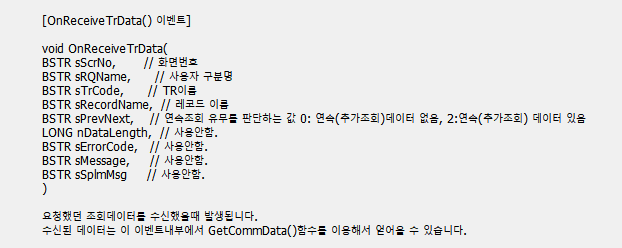 [OnReceiveTrData() 이벤트]
void OnReceiveTrData(
BSTR sScrNo, // 화면번호
BSTR sRQName, // 사용자 구분명
BSTR sTrCode, // TR이름
BSTR sRecordName, // 레코드 이름
BSTR sPrevNext, // 연속조회 유무를 판단하는 값 0: 연속(추가조회)데이터 없음, 2:연속(추가조회) 데이터 있음
LONG nDataLength, // 사용안함.
BSTR sErrorCode, // 사용안함.
BSTR sMessage, // 사용안함.
BSTR sSplmMsg // 사용안함.
)
요청했던 조회데이터를 수신했을때 발생됩니다.
수신된 데이터는 이 이벤트내부에서 GetCommData()함수를 이용해서 얻어올 수 있습니다.